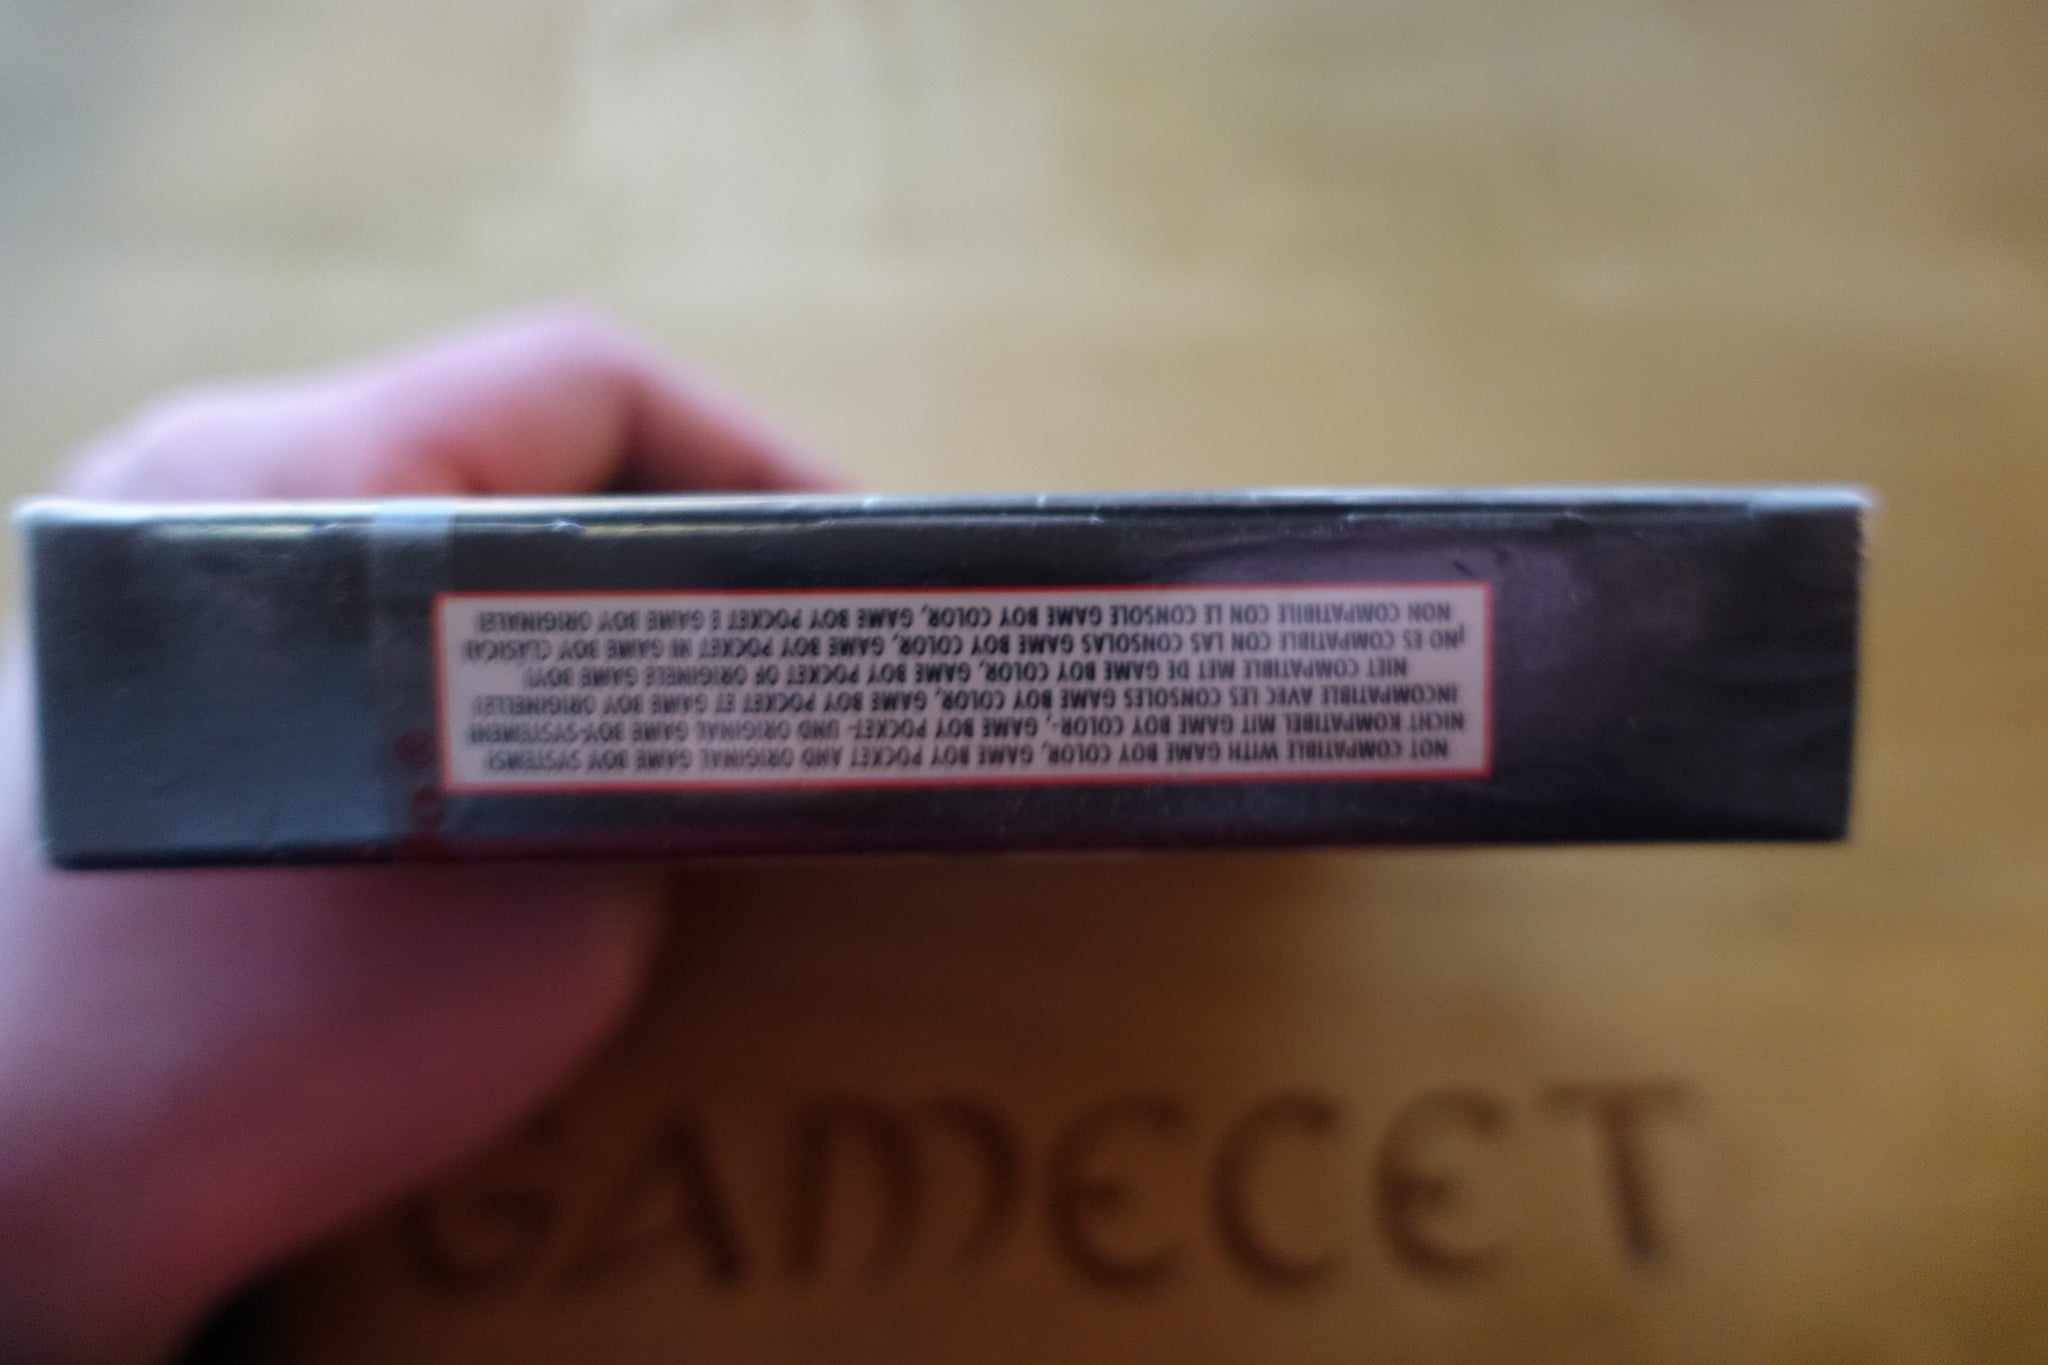 NOT COMPATIBLE WITH GAME BOY COLOR, GAME BOY POCKET AND ORIGINAL GAME BOY SYSTEMS!
NICHT KOMPATIBEL MIT GAME BOY COLOR-, GAME BOY POCKET- UND ORIGINAL GAME BOY-SYSTEMEN!
INCOMPATIBLE AVEC LES CONSOLES GAME BOY COLOR, GAME BOY POCKET ET GAME BOY ORIGINELLE!
NIET COMPATIBLE MET DE GAME BOY COLOR, GAME BOY POCKET OF ORIGINELE GAME BOY!
¡NO ES COMPATIBLE CON LAS CONSOLAS GAME BOY COLOR, GAME BOY POCKET NI GAME BOY CLÁSICA!
NON COMPATIBILE CON LE CONSOLE GAME BOY COLOR, GAME BOY POCKET E GAME BOY ORIGINALE!
GAMECET